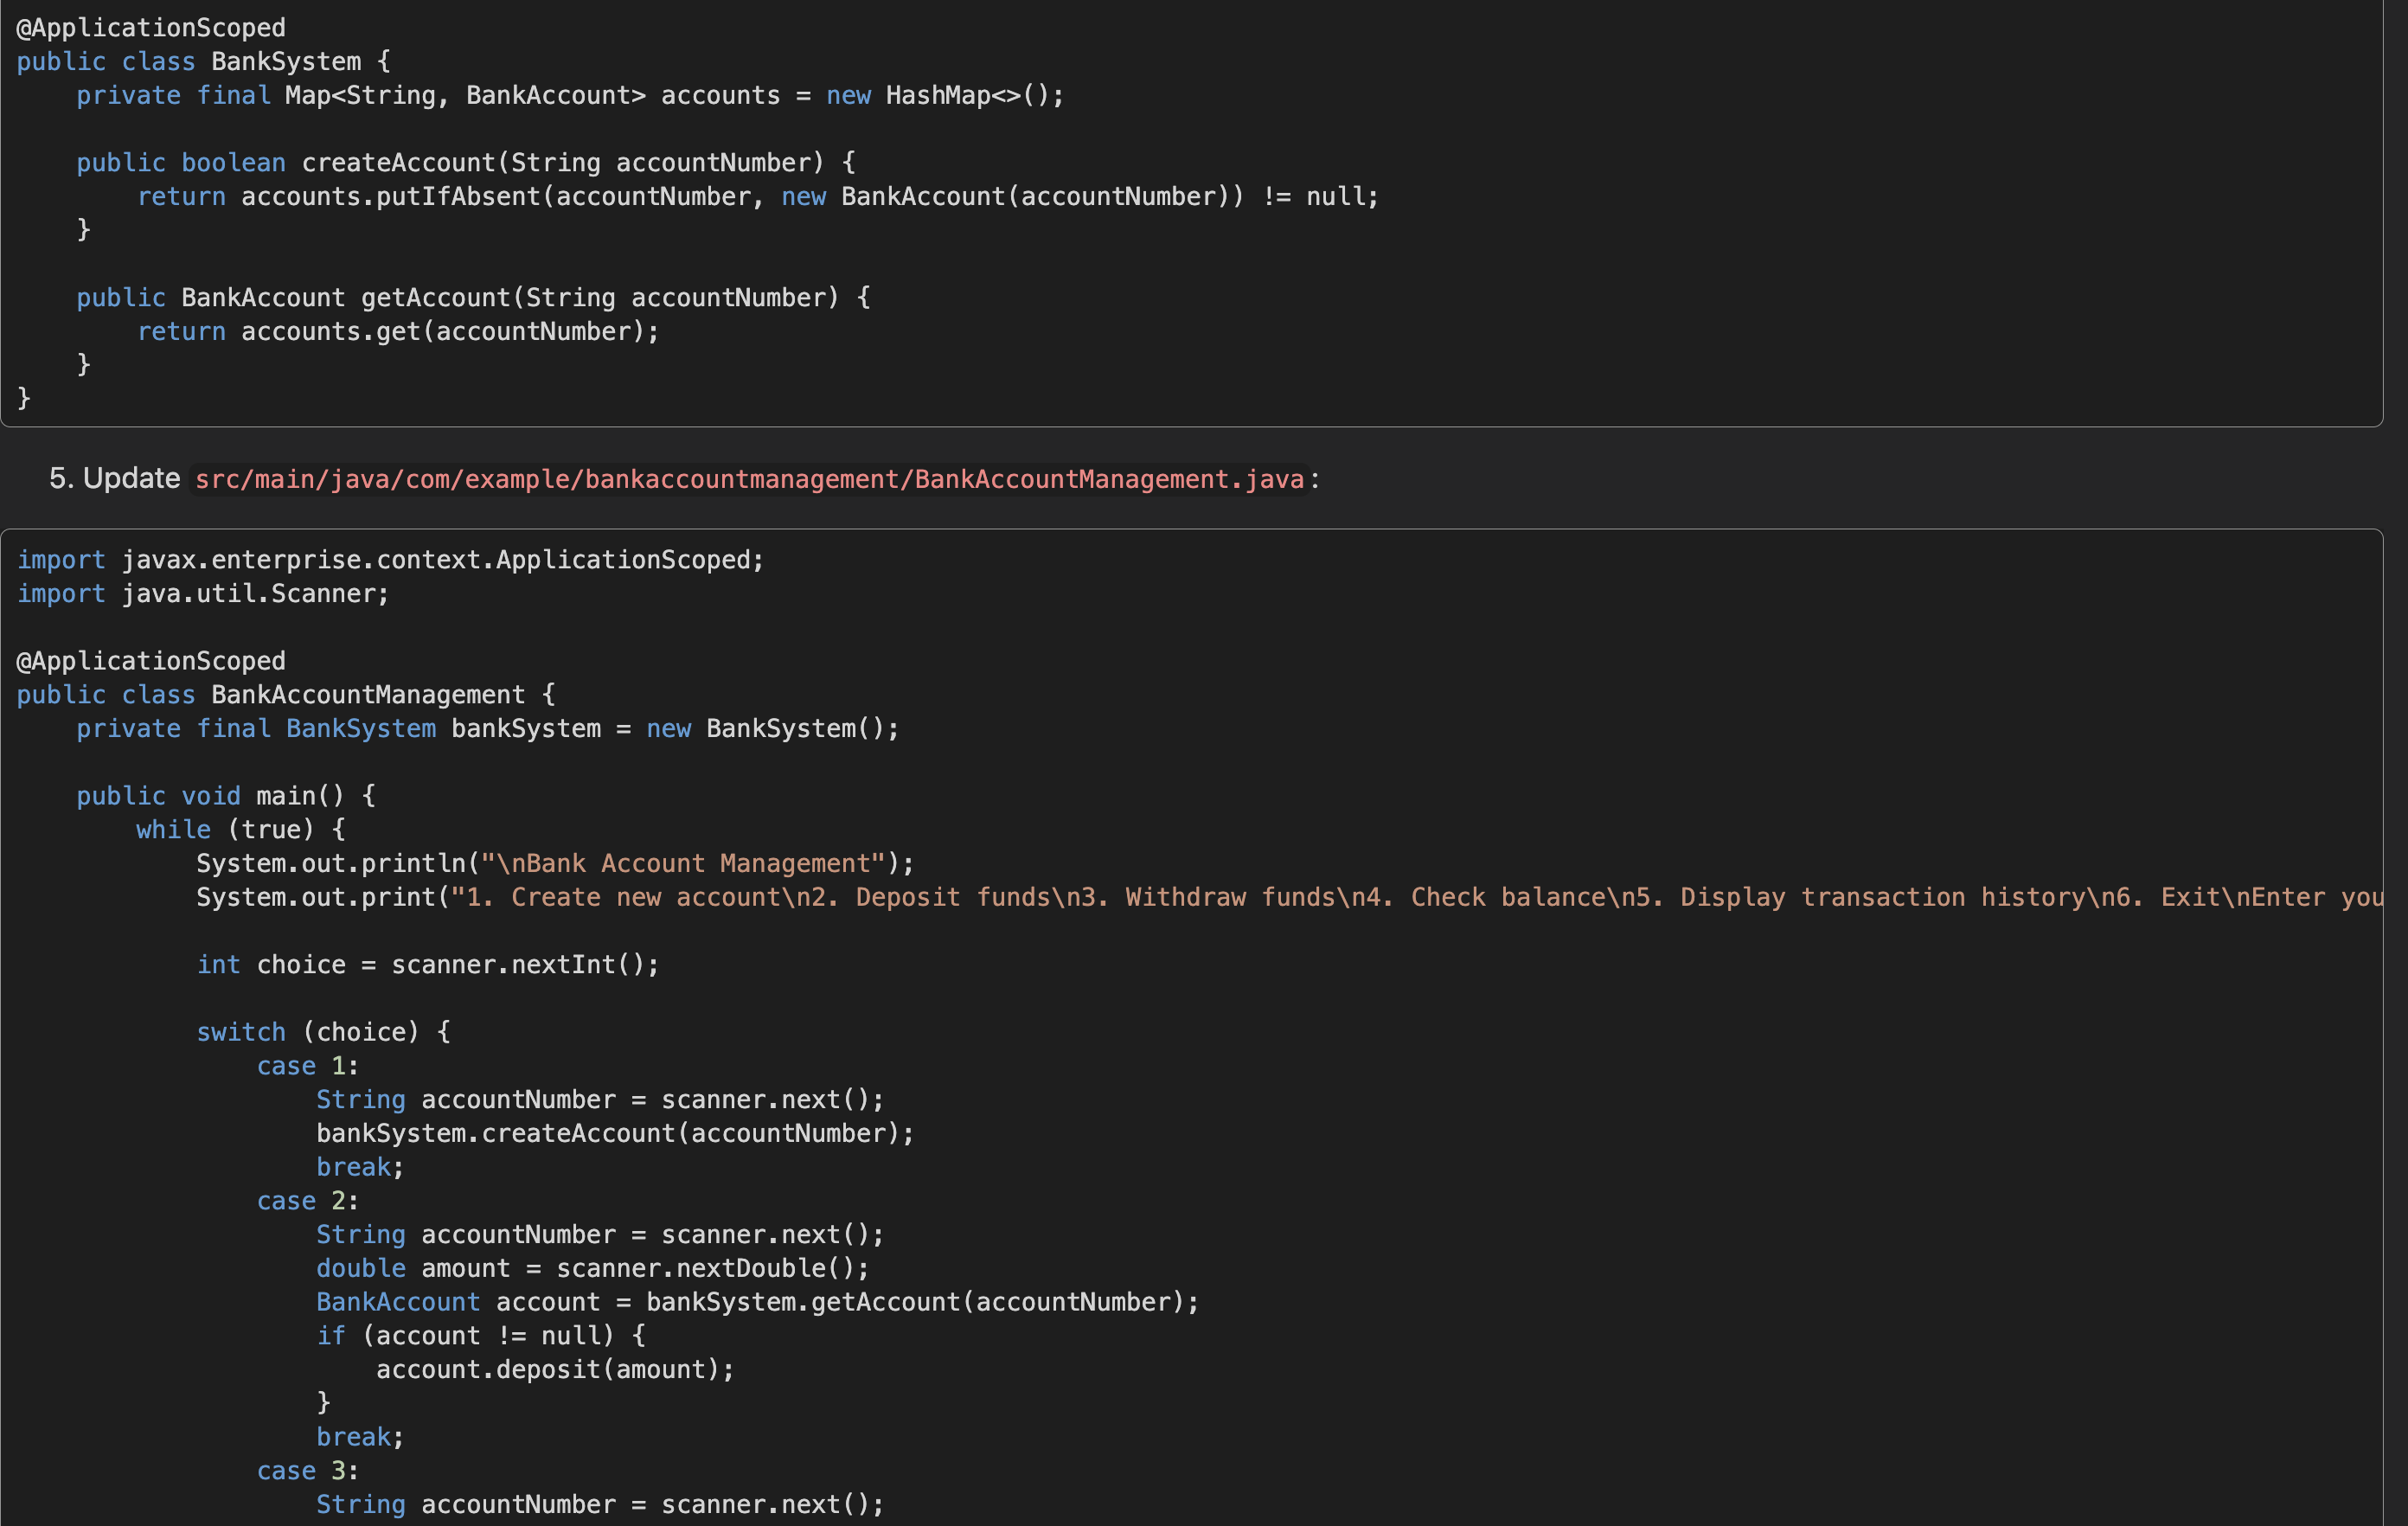 @ApplicationScoped
public class BankSystem {
    private final Map<String, BankAccount> accounts = new HashMap<>();

    public boolean createAccount(String accountNumber) {
        return accounts.putIfAbsent(accountNumber, new BankAccount(accountNumber)) != null;
    }

    public BankAccount getAccount(String accountNumber) {
        return accounts.get(accountNumber);
    }
}
5. Update src/main/java/com/example/bankaccountmanagement/BankAccountManagement.java:
import javax.enterprise.context.ApplicationScoped;
import java.util.Scanner;

@ApplicationScoped
public class BankAccountManagement {
    private final BankSystem bankSystem = new BankSystem();

    public void main() {
        while (true) {
            System.out.println("\nBank Account Management");
            System.out.print("1. Create new account\n2. Deposit funds\n3. Withdraw funds\n4. Check balance\n5. Display transaction history\n6. Exit\nEnter you

            int choice = scanner.nextInt();

            switch (choice) {
                case 1:
                    String accountNumber = scanner.next();
                    bankSystem.createAccount(accountNumber);
                    break;
                case 2:
                    String accountNumber = scanner.next();
                    double amount = scanner.nextDouble();
                    BankAccount account = bankSystem.getAccount(accountNumber);
                    if (account != null) {
                        account.deposit(amount);
                    }
                    break;
                case 3:
                    String accountNumber = scanner.next();